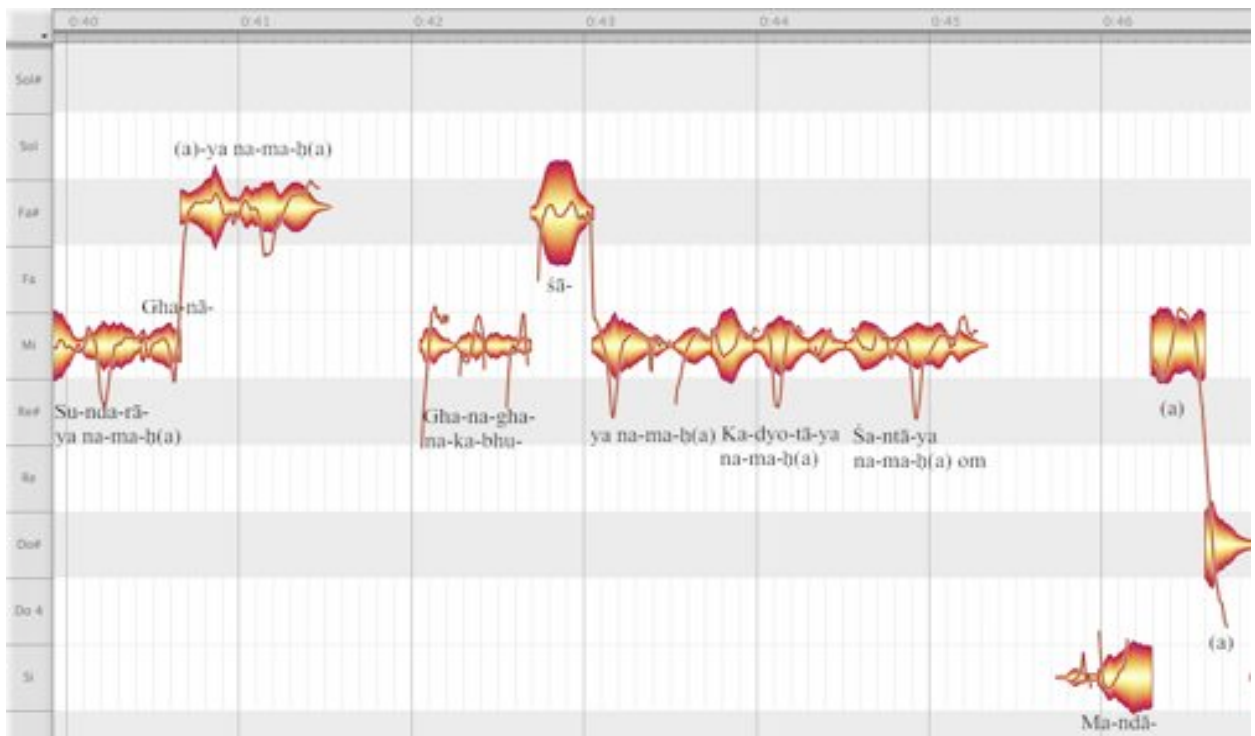 0:40 0:41 0:42 0:43 0:44 0:45 0:46
Sol#
Sol
(a)-ya na-ma-ḥ(a)
Fa#
Fa
śā-
Gha-nā-
Mi
Re#
Su-nda-rā-
ya na-ma-ḥ(a)
Gha-na-gha-
na-ka-bhu-
ya na-ma-ḥ(a)
Ka-dyo-tā-ya
na-ma-ḥ(a)
Śa-ntā-ya
na-ma-ḥ(a) om
(a)
Re
Do#
Do 4
(a)
Si
Ma-ndā-